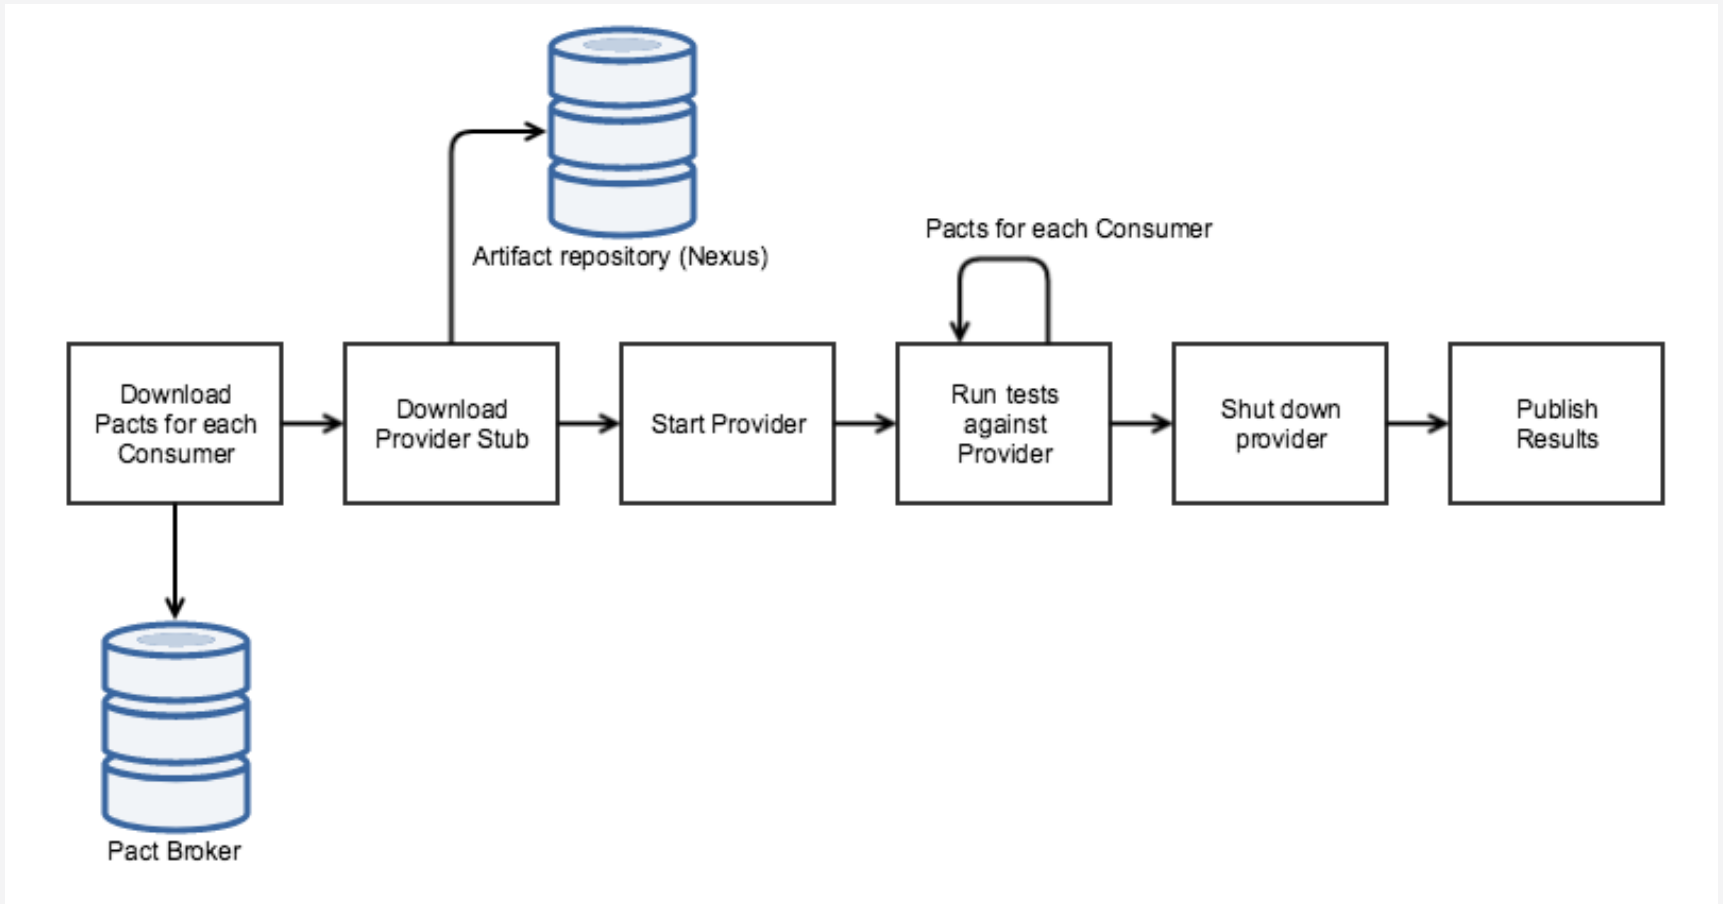 Artifact repository (Nexus)
Pacts for each Consumer
Download
Pacts for each
Consumer
Download
Provider Stub
Start Provider
Run tests
against
Provider
Shut down
provider
Publish
Results
Pact Broker